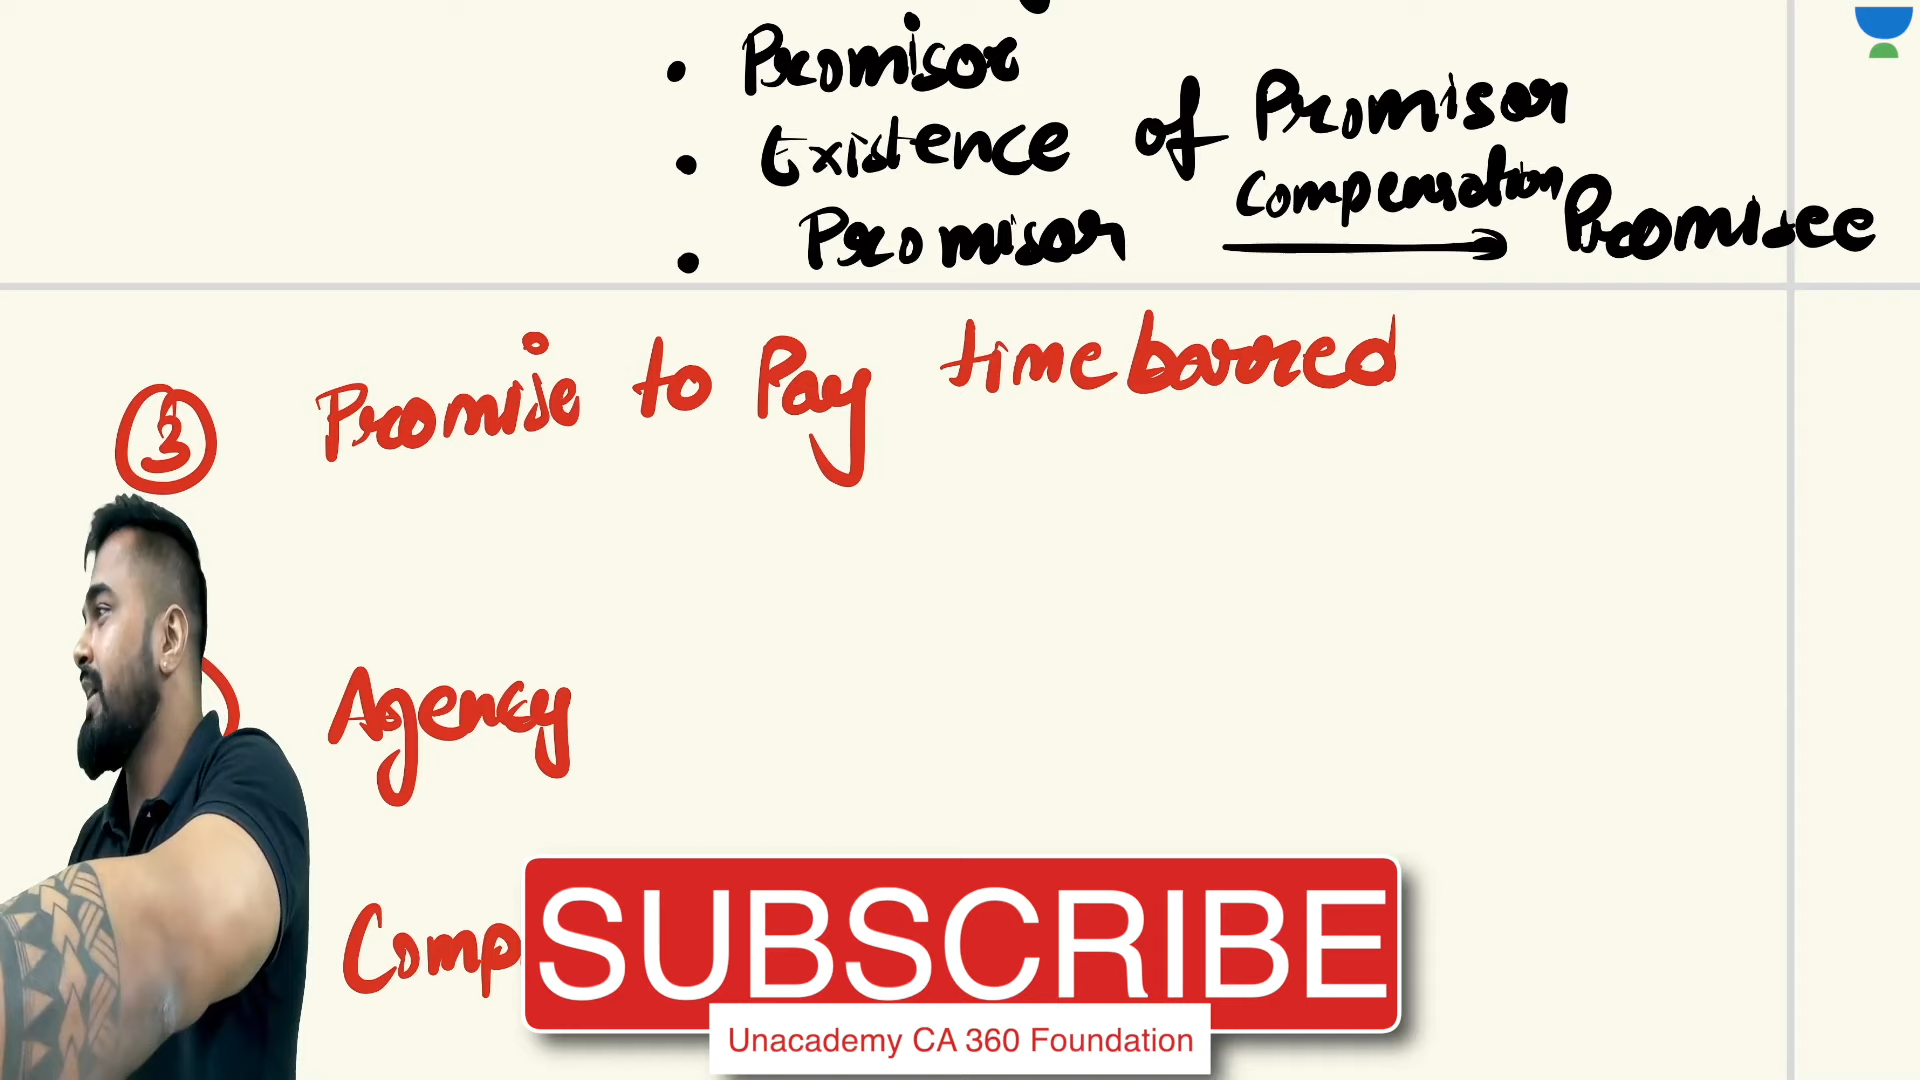 • Promisor
• Existence of Promisor
• Promisor compensation → Promisee
③ Promise to Pay time barred
Agency
Comp
SUBSCRIBE
Unacademy CA 360 Foundation